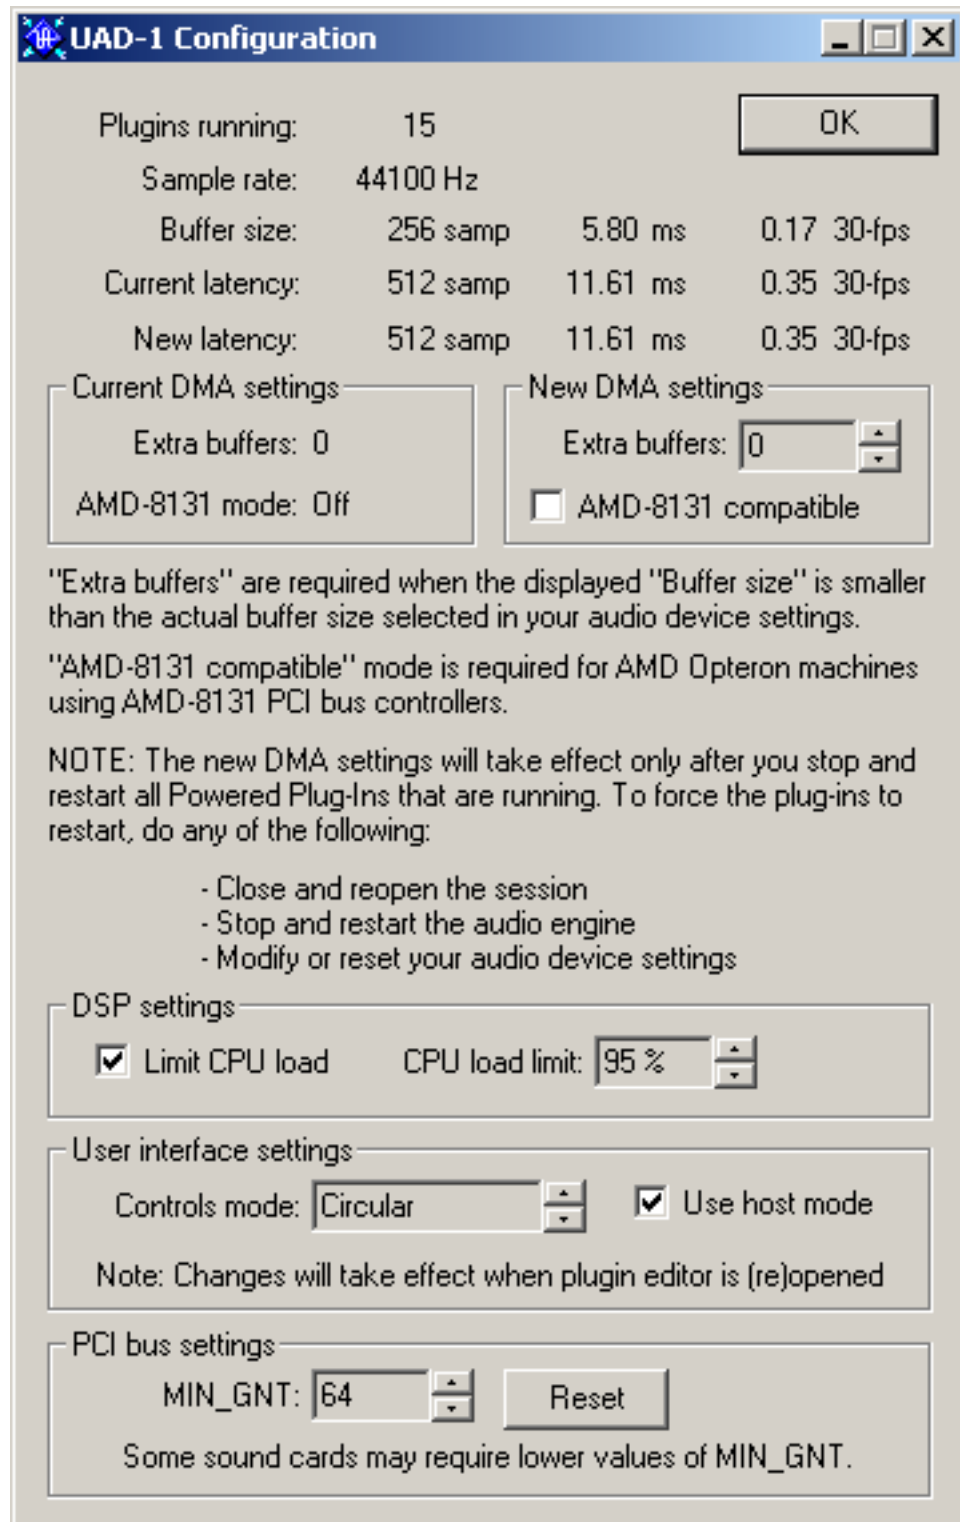 UAD-1 Configuration
Plugins running: 15 OK
Sample rate: 44100 Hz
Buffer size: 256 samp 5.80 ms 0.17 30-fps
Current latency: 512 samp 11.61 ms 0.35 30-fps
New latency: 512 samp 11.61 ms 0.35 30-fps
Current DMA settings New DMA settings
Extra buffers: 0 Extra buffers: 0
AMD-8131 mode: Off AMD-8131 compatible
"Extra buffers" are required when the displayed "Buffer size" is smaller
than the actual buffer size selected in your audio device settings.
"AMD-8131 compatible" mode is required for AMD Opteron machines
using AMD-8131 PCI bus controllers.
NOTE: The new DMA settings will take effect only after you stop and
restart all Powered Plug-Ins that are running. To force the plug-ins to
restart, do any of the following:
- Close and reopen the session
- Stop and restart the audio engine
- Modify or reset your audio device settings
DSP settings
Limit CPU load CPU load limit: 95 %
User interface settings
Controls mode: Circular Use host mode
Note: Changes will take effect when plugin editor is (re)opened
PCI bus settings
MIN_GNT: 64 Reset
Some sound cards may require lower values of MIN_GNT.